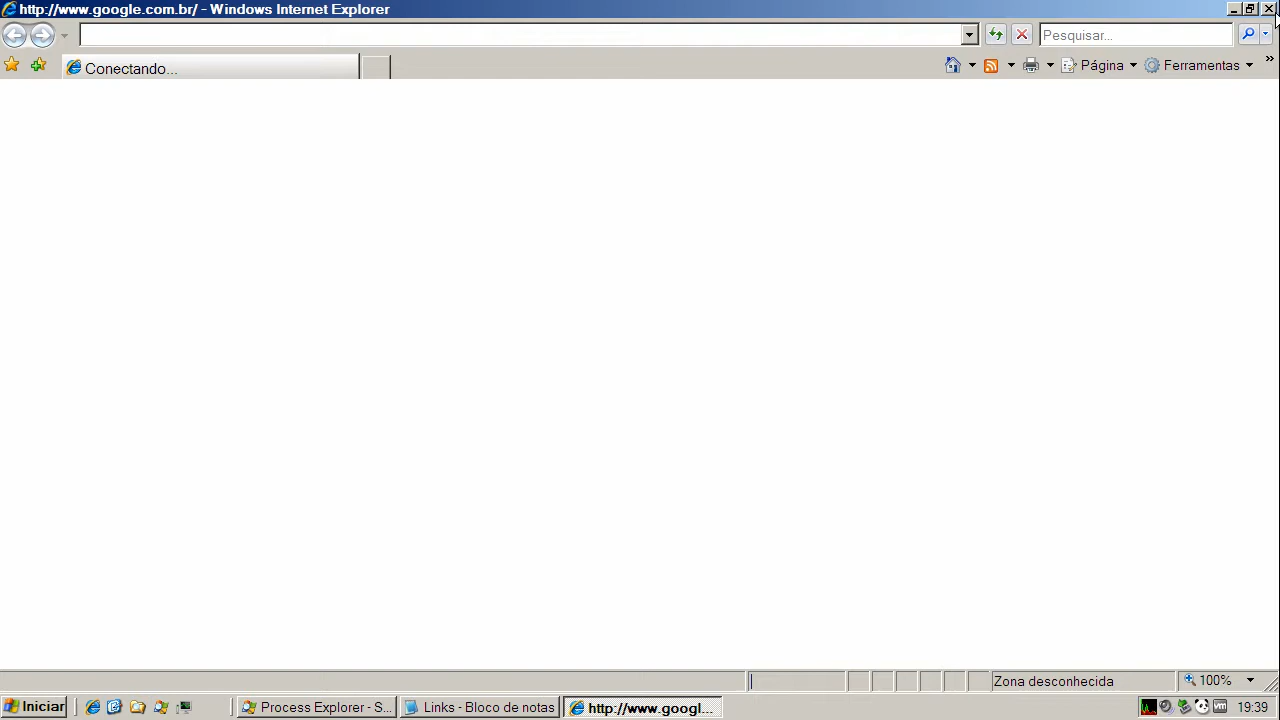 http://www.google.com.br/ - Windows Internet Explorer
Pesquisar...
Conectando...
Página
Ferramentas
»
Zona desconhecida
100%
Iniciar
Process Explorer - S...
Links - Bloco de notas
http://www.googl...
vm
19:39